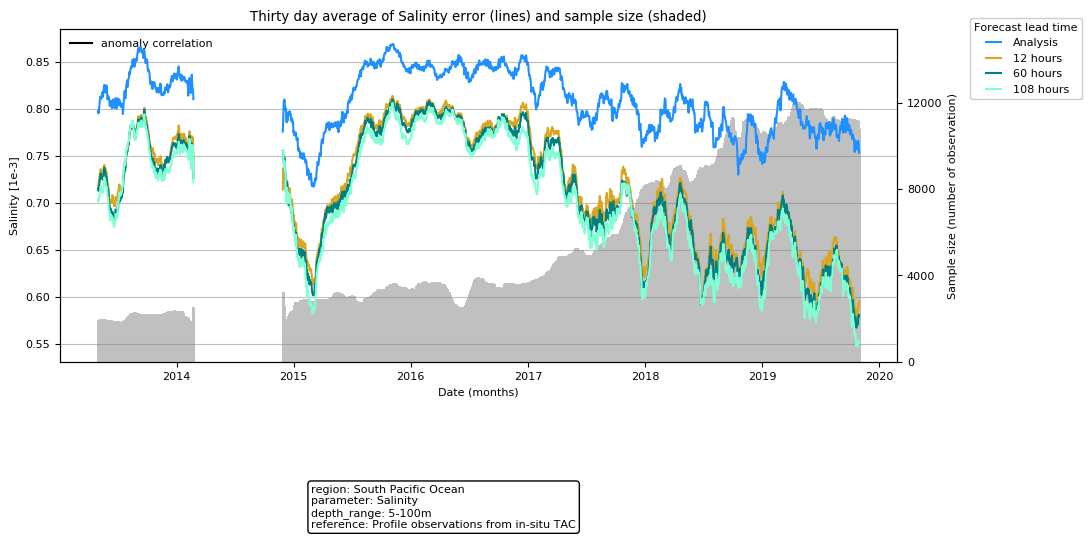 Thirty day average of Salinity error (lines) and sample size (shaded)
Forecast lead time
Analysis
12 hours
60 hours
108 hours
anomaly correlation
0.85
0.80
0.75
0.70
0.65
0.60
0.55
Salinity [1e-3]
12000
8000
4000
0
Sample size (number of observation)
2014
2015
2016
2017
2018
2019
2020
Date (months)
region: South Pacific Ocean
parameter: Salinity
depth_range: 5-100m
reference: Profile observations from in-situ TAC